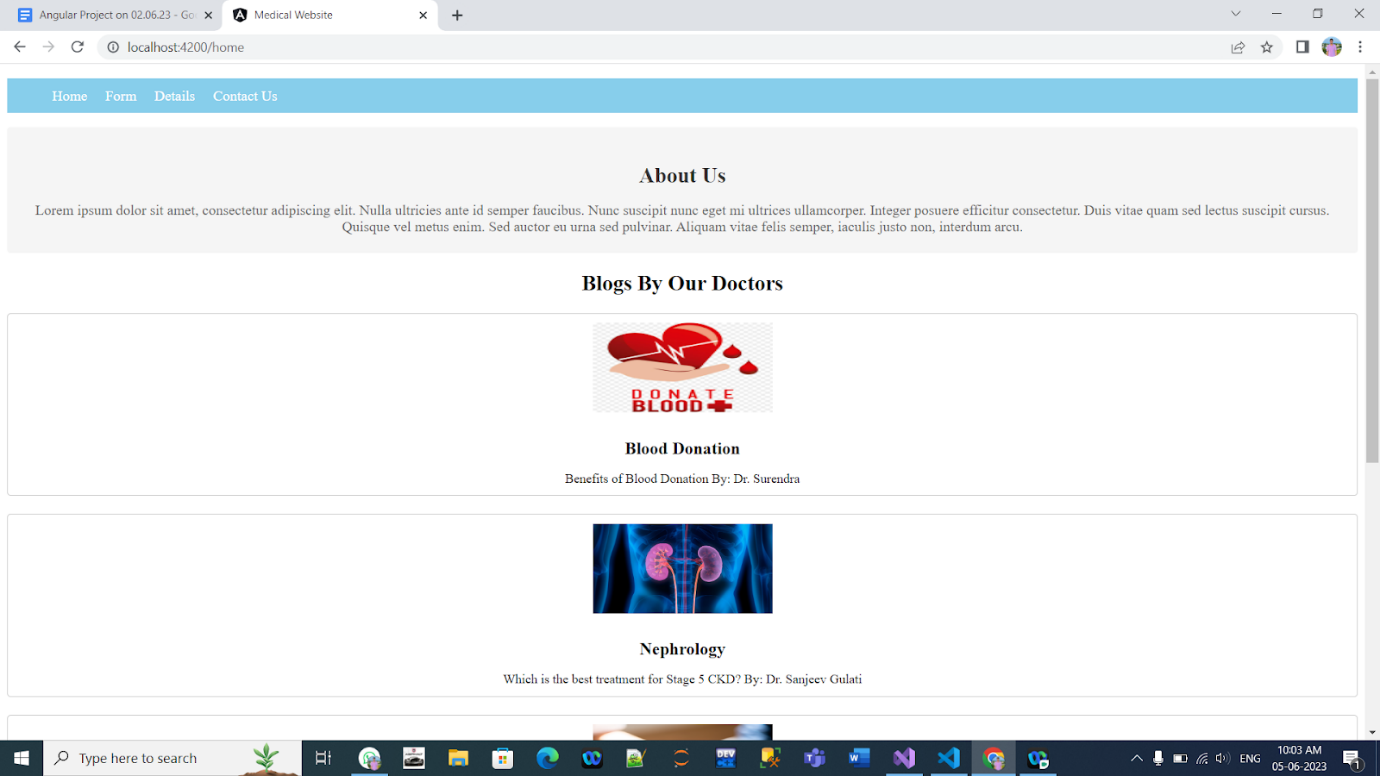 Angular Project on 02.06.23 - Go
Medical Website
localhost:4200/home
Home Form Details Contact Us
About Us
Lorem ipsum dolor sit amet, consectetur adipiscing elit. Nulla ultricies ante id semper faucibus. Nunc suscipit nunc eget mi ultrices ullamcorper. Integer posuere efficitur consectetur. Duis vitae quam sed lectus suscipit cursus.
Quisque vel metus enim. Sed auctor eu urna sed pulvinar. Aliquam vitae felis semper, iaculis justo non, interdum arcu.
Blogs By Our Doctors
DONATE
BLOOD
Blood Donation
Benefits of Blood Donation By: Dr. Surendra
Nephrology
Which is the best treatment for Stage 5 CKD? By: Dr. Sanjeev Gulati
Type here to search
DEV
ENG
10:03 AM
05-06-2023
1